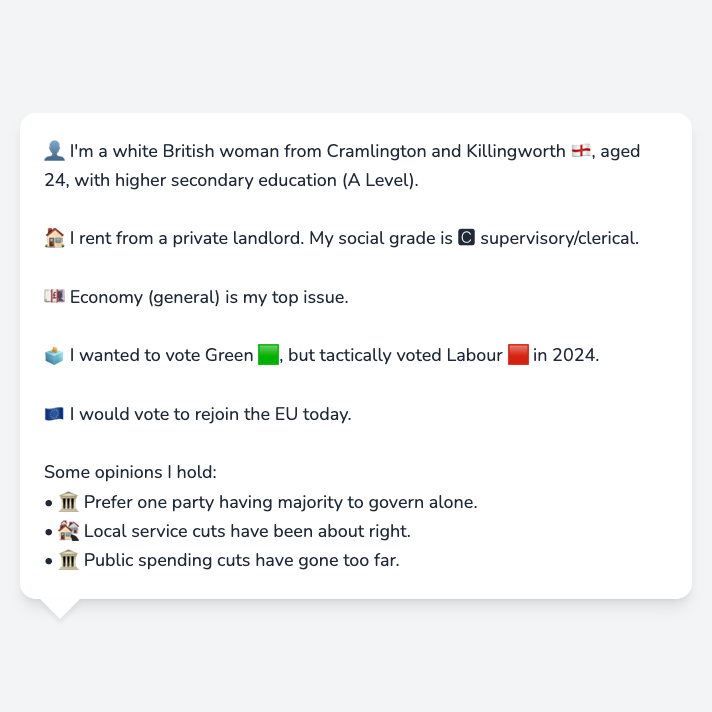 👤 I'm a white British woman from Cramlington and Killingworth 🏴󠁧󠁢󠁥󠁮󠁧󠁿, aged
24, with higher secondary education (A Level).
🏠 I rent from a private landlord. My social grade is 🅲 supervisory/clerical.
💷 Economy (general) is my top issue.
🗳️ I wanted to vote Green 🟩, but tactically voted Labour 🟥 in 2024.
🇪🇺 I would vote to rejoin the EU today.
Some opinions I hold:
• 🏛️ Prefer one party having majority to govern alone.
• 🏘️ Local service cuts have been about right.
• 🏛️ Public spending cuts have gone too far.